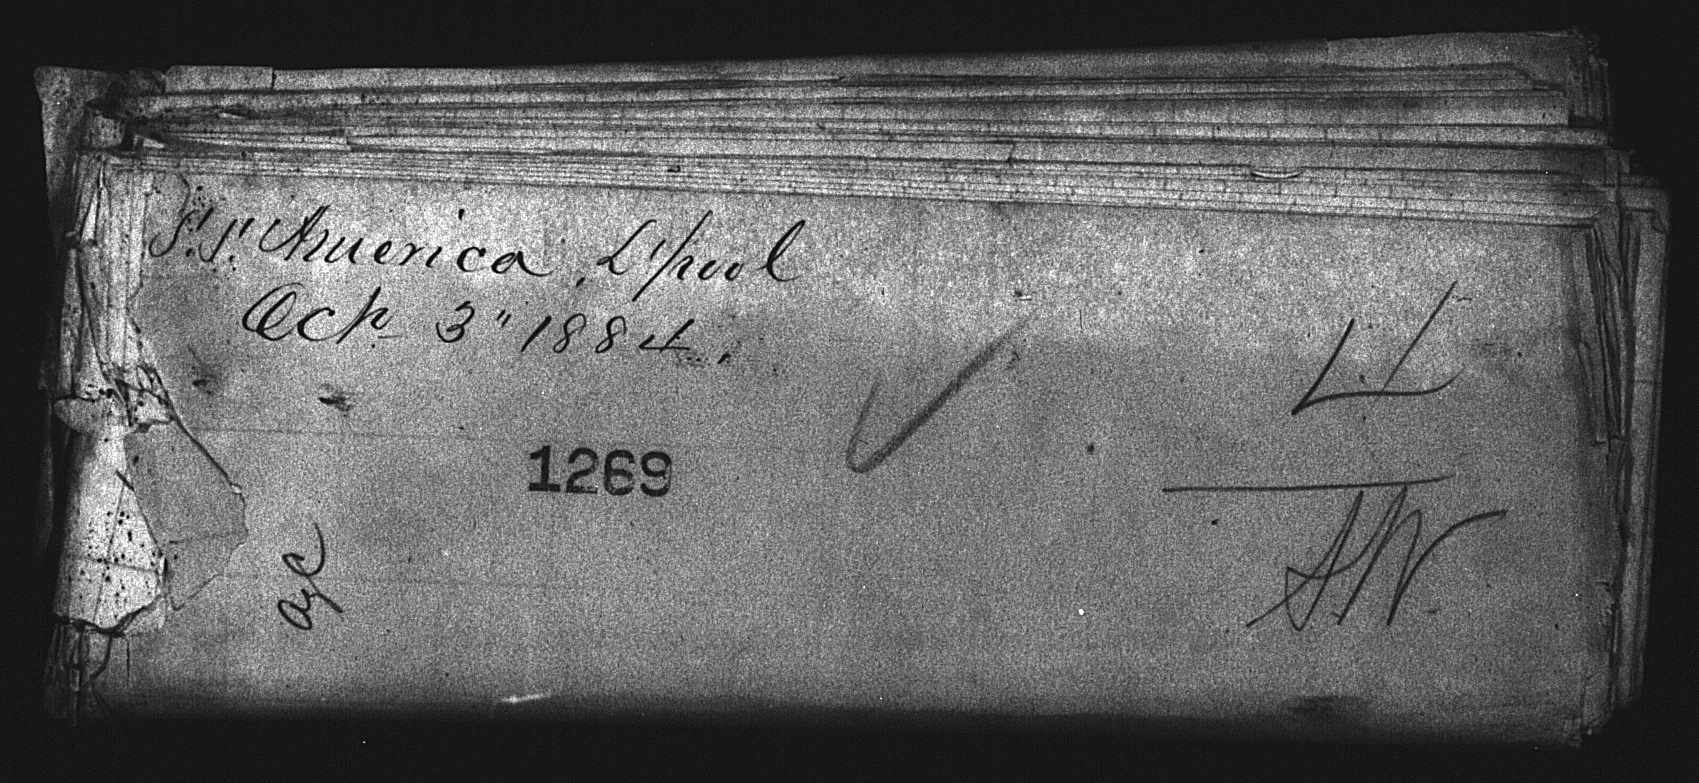 S.S. America, L'pool
Oct 3" 1884.
1269